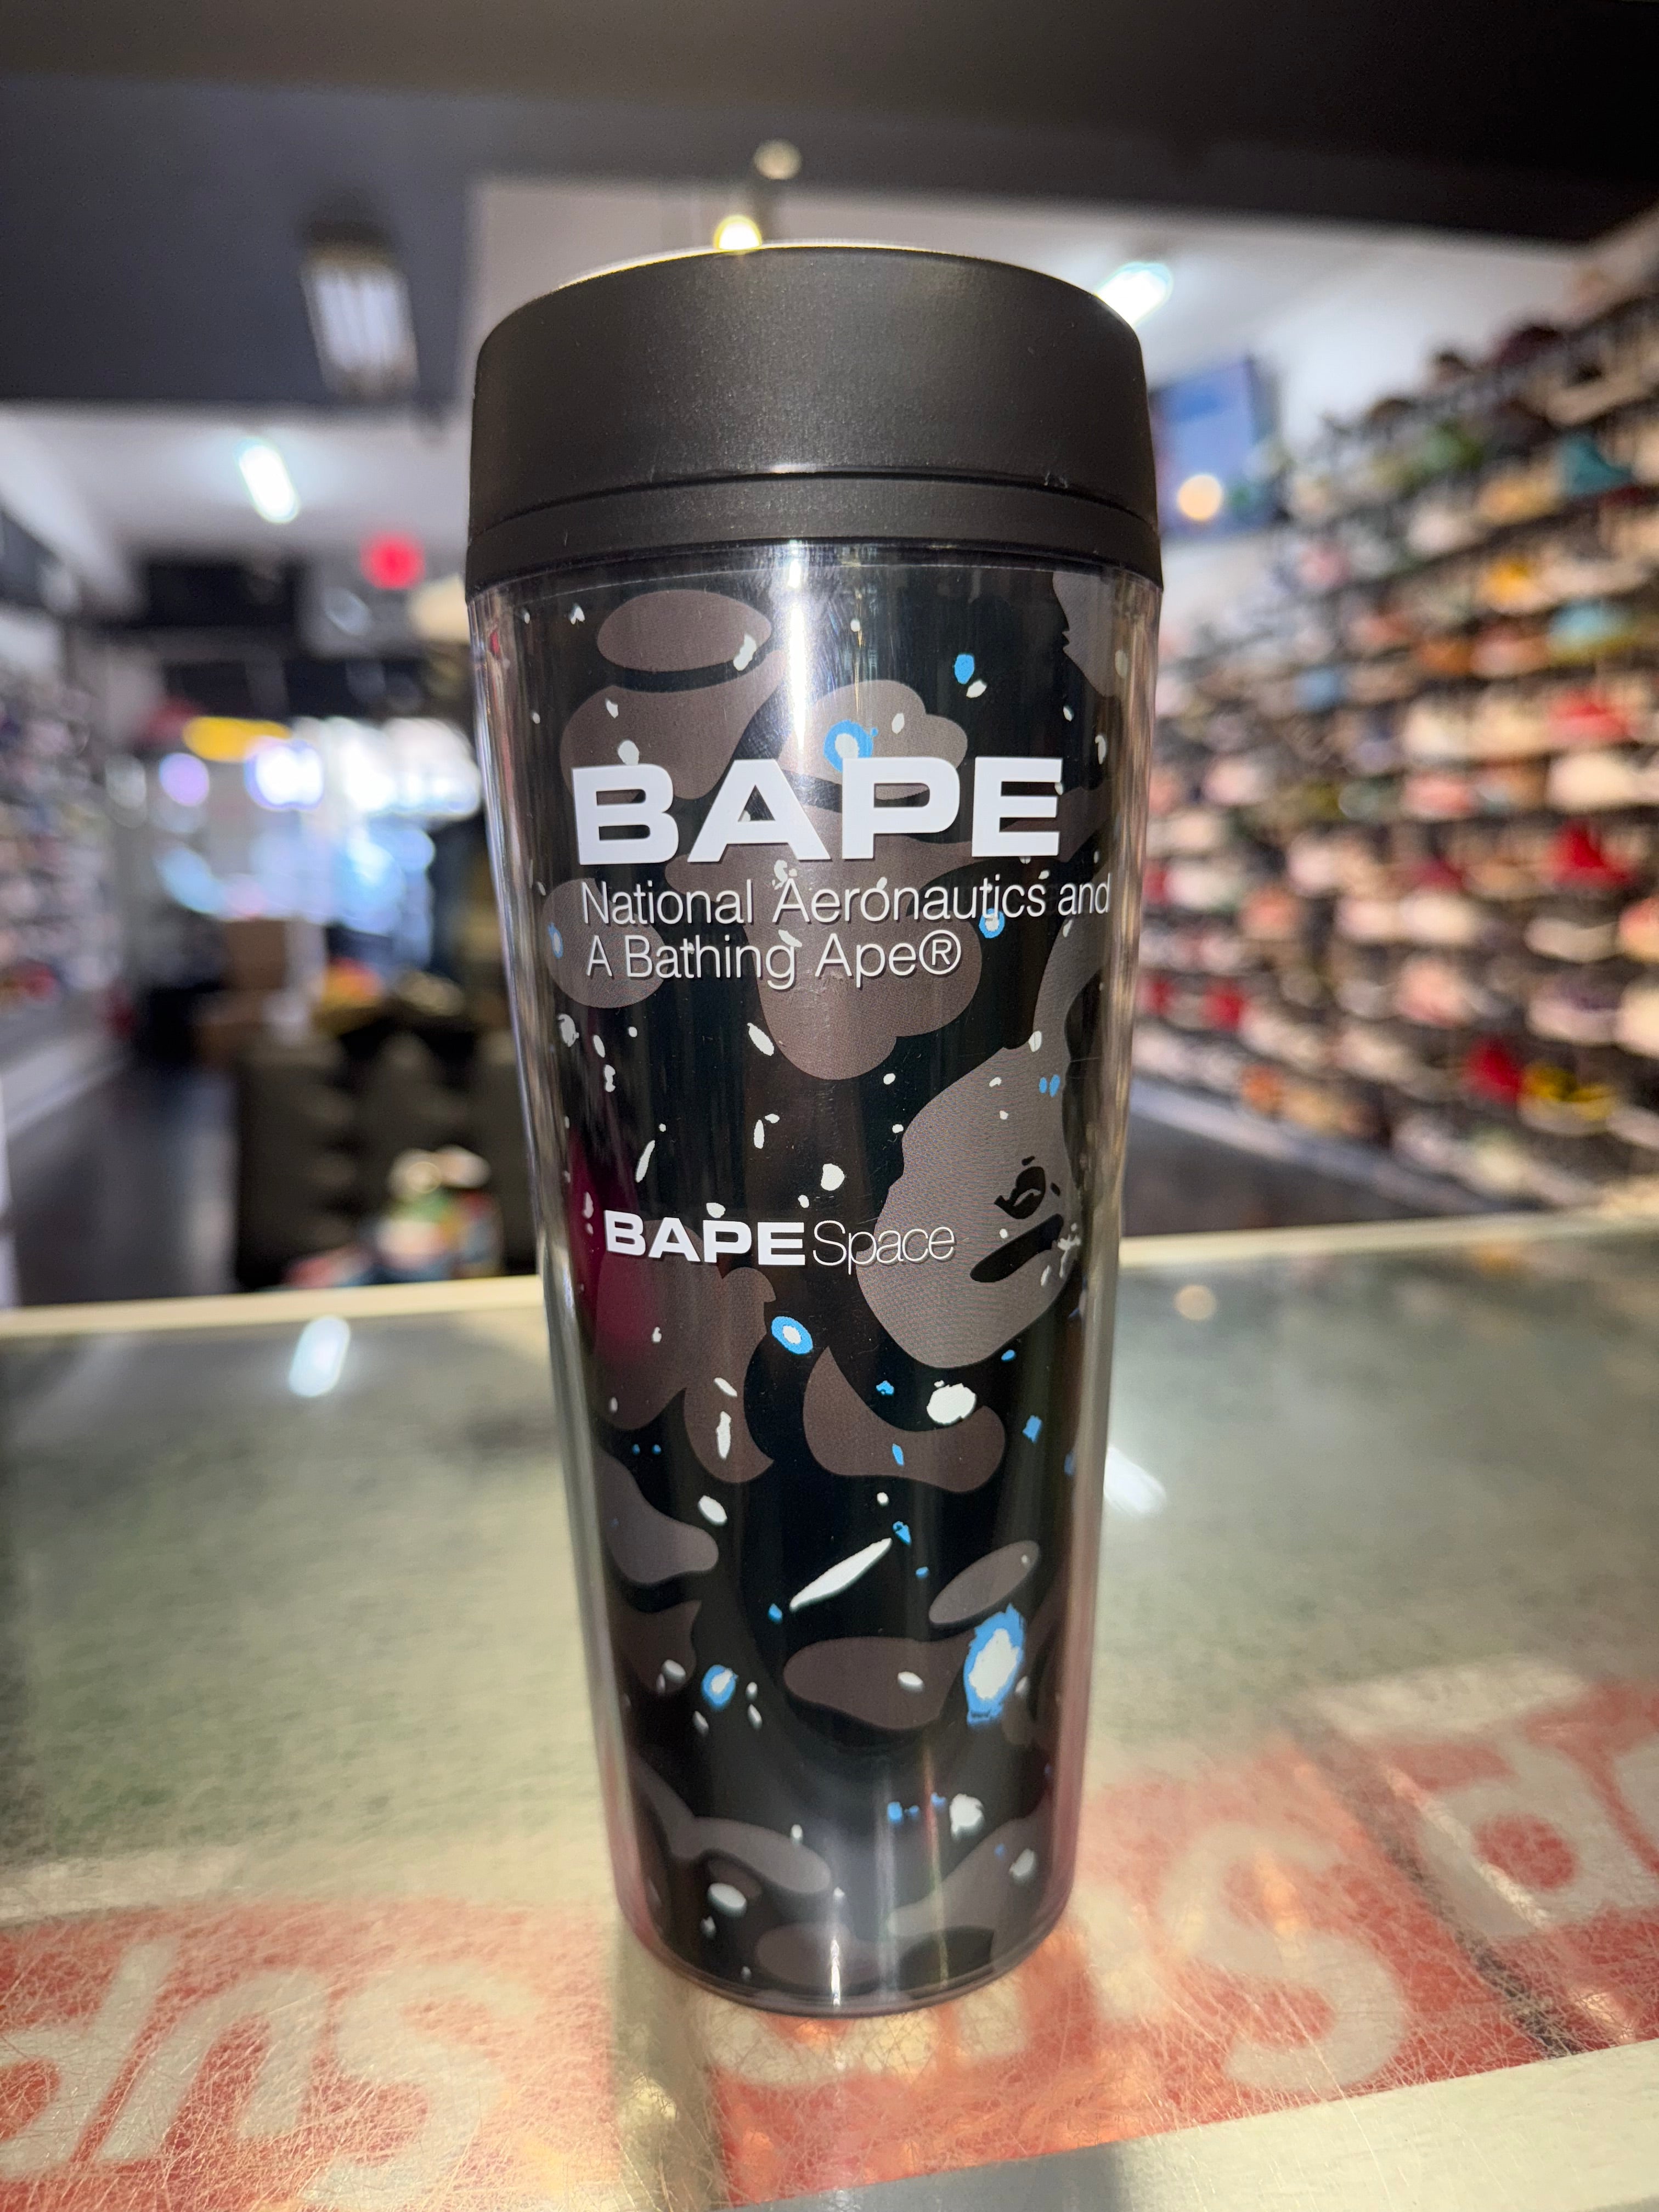 BAPE
National Aeronautics and
A Bathing Ape®
BAPE Space